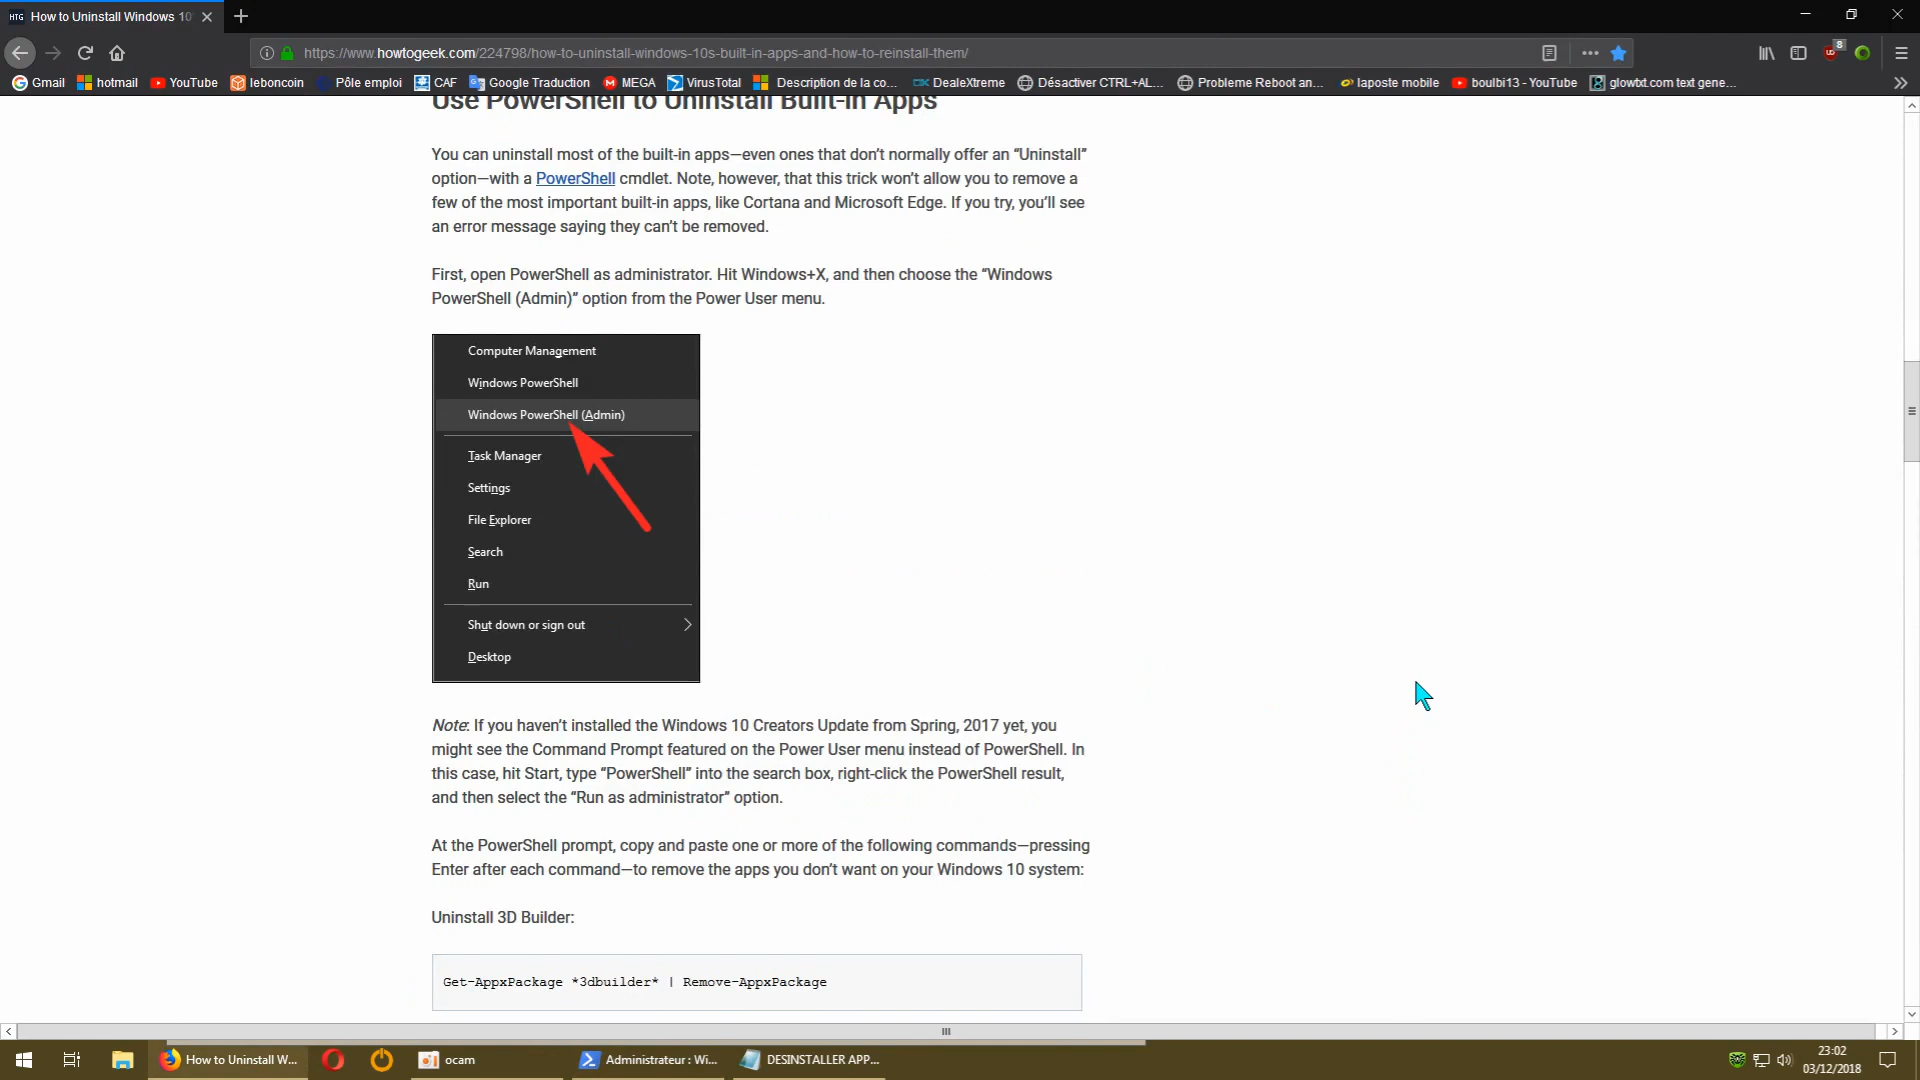 HTG How to Uninstall Windows 10'
https://www.howtogeek.com/224798/how-to-uninstall-windows-10s-built-in-apps-and-how-to-reinstall-them/
8
Gmail hotmail YouTube leboncoin Pôle emploi CAF Google Traduction MEGA VirusTotal Description de la co... DealeXtreme Désactiver CTRL+AL... Probleme Reboot an... laposte mobile boulbi13 - YouTube glowtxt.com text gene...
Use PowerShell to Uninstall Built-in Apps
You can uninstall most of the built-in apps—even ones that don’t normally offer an “Uninstall”
option—with a PowerShell cmdlet. Note, however, that this trick won’t allow you to remove a
few of the most important built-in apps, like Cortana and Microsoft Edge. If you try, you’ll see
an error message saying they can’t be removed.
First, open PowerShell as administrator. Hit Windows+X, and then choose the “Windows
PowerShell (Admin)” option from the Power User menu.
Computer Management
Windows PowerShell
Windows PowerShell (Admin)
Task Manager
Settings
File Explorer
Search
Run
Shut down or sign out
Desktop
Note: If you haven’t installed the Windows 10 Creators Update from Spring, 2017 yet, you
might see the Command Prompt featured on the Power User menu instead of PowerShell. In
this case, hit Start, type “PowerShell” into the search box, right-click the PowerShell result,
and then select the “Run as administrator” option.
At the PowerShell prompt, copy and paste one or more of the following commands—pressing
Enter after each command—to remove the apps you don’t want on your Windows 10 system:
Uninstall 3D Builder:
Get-AppxPackage *3dbuilder* | Remove-AppxPackage
How to Uninstall W... ocam Administrateur : Wi... DESINSTALLER APP... 23:02
03/12/2018